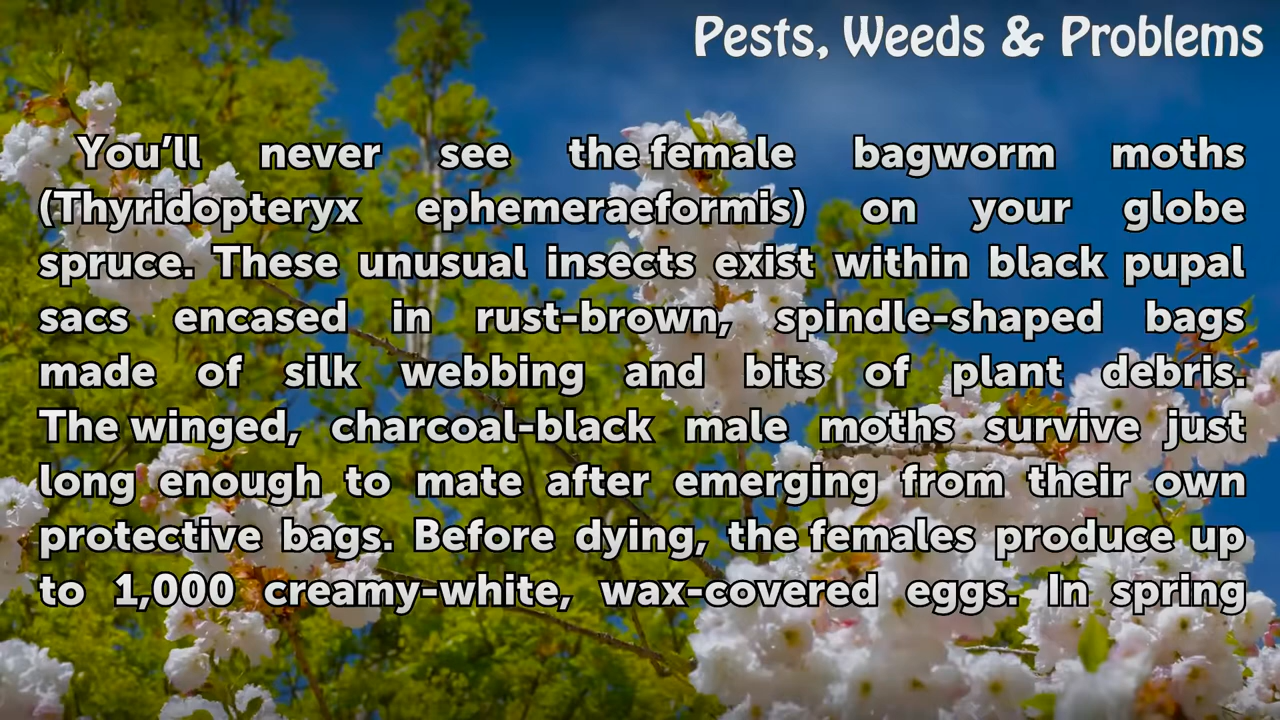 Pests, Weeds & Problems
You’ll never see the female bagworm moths
(Thyridopteryx ephemeraeformis) on your globe
spruce. These unusual insects exist within black pupal
sacs encased in rust-brown, spindle-shaped bags
made of silk webbing and bits of plant debris.
The winged, charcoal-black male moths survive just
long enough to mate after emerging from their own
protective bags. Before dying, the females produce up
to 1,000 creamy-white, wax-covered eggs. In spring